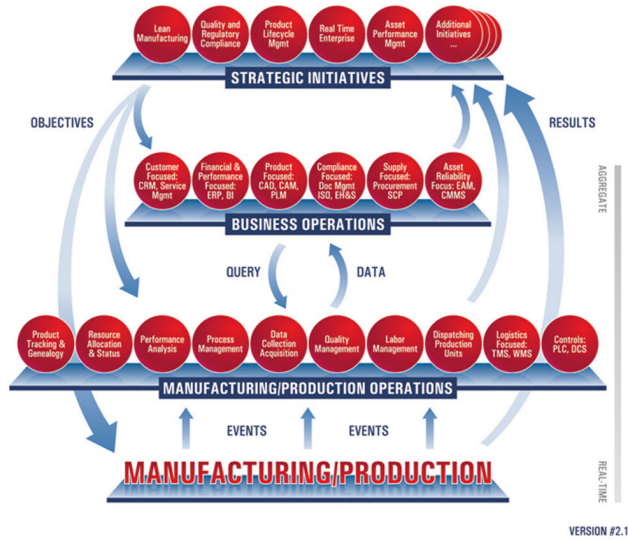 Lean
Manufacturing
Quality and
Regulatory
Compliance
Product
Lifecycle
Mgmt
Real Time
Enterprise
Asset
Performance
Mgmt
Additional
Initiatives
...
STRATEGIC INITIATIVES
OBJECTIVES
RESULTS
Customer
Focused:
CRM, Service
Mgmt
Financial &
Performance
Focused:
ERP, BI
Product
Focused:
CAD, CAM,
PLM
Compliance
Focused:
Doc Mgmt
ISO, EH&S
Supply
Focused:
Procurement
SCP
Asset
Reliability
Focus: EAM,
CMMS
BUSINESS OPERATIONS
AGGREGATE
QUERY
DATA
Product
Tracking &
Genealogy
Resource
Allocation
& Status
Performance
Analysis
Process
Management
Data
Collection
Acquisition
Quality
Management
Labor
Management
Dispatching
Production
Units
Logistics
Focused:
TMS, WMS
Controls:
PLC, DCS
MANUFACTURING/PRODUCTION OPERATIONS
EVENTS
EVENTS
MANUFACTURING/PRODUCTION
REAL-TIME
VERSION #2.1